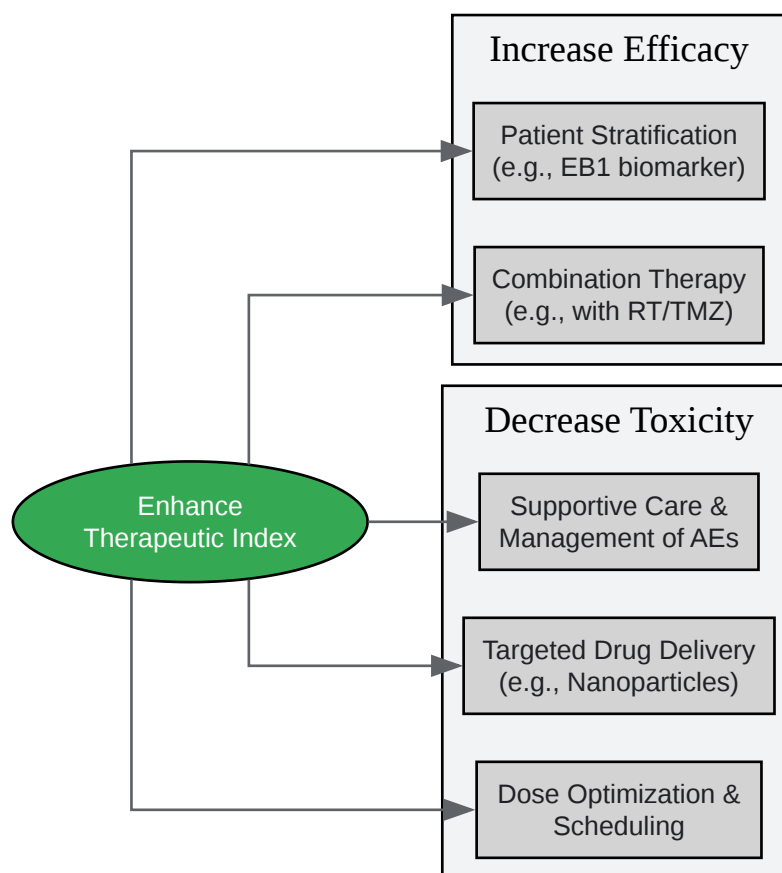 Increase Efficacy
Patient Stratification
(e.g., EB1 biomarker)
Combination Therapy
(e.g., with RT/TMZ)
Decrease Toxicity
Enhance
Therapeutic Index
Supportive Care &
Management of AEs
Targeted Drug Delivery
(e.g., Nanoparticles)
Dose Optimization &
Scheduling